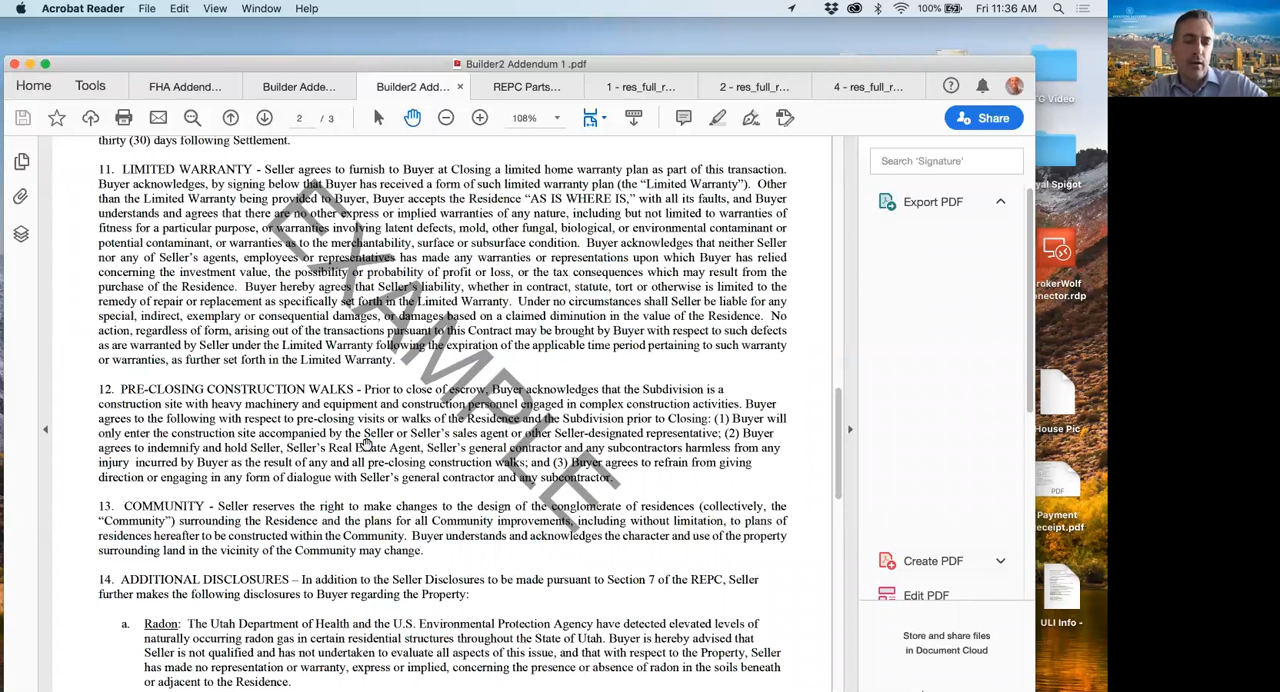 Acrobat Reader File Edit View Window Help
100% Fri 11:36 AM
Builder2 Addendum 1 .pdf
Home Tools FHA Addend... Builder Adde... Builder2 Add... × REPC Parts... 1 - res_full_r... 2 - res_full_r... 4 - res_full_r...
2 / 3 108% Share
thirty (30) days following Settlement.
11. LIMITED WARRANTY - Seller agrees to furnish to Buyer at Closing a limited home warranty plan as part of this transaction.
Buyer acknowledges, by signing below that Buyer has received a form of such limited warranty plan (the “Limited Warranty”). Other
than the Limited Warranty being provided to Buyer, Buyer accepts the Residence “AS IS WHERE IS,” with all its faults, and Buyer
understands and agrees that there are no other express or implied warranties of any nature, including but not limited to warranties of
fitness for a particular purpose, or warranties involving latent defects, mold, other fungal, biological, or environmental contaminant or
potential contaminant, or warranties as to the merchantability, surface or subsurface condition. Buyer acknowledges that neither Seller
nor any of Seller’s agents, employees or representatives has made any warranties or representations upon which Buyer has relied
concerning the investment value, the possibility or probability of profit or loss, or the tax consequences which may result from the
purchase of the Residence. Buyer hereby agrees that Seller’s liability, whether in contract, statute, tort or otherwise is limited to the
remedy of repair or replacement as specifically set forth in the Limited Warranty. Under no circumstances shall Seller be liable for any
special, indirect, exemplary or consequential damages, or damages based on a claimed diminution in the value of the Residence. No
action, regardless of form, arising out of the transactions pursuant to this Contract may be brought by Buyer with respect to such defects
as are warranted by Seller under the Limited Warranty following the expiration of the applicable time period pertaining to such warranty
or warranties, as further set forth in the Limited Warranty.
12. PRE-CLOSING CONSTRUCTION WALKS - Prior to close of escrow, Buyer acknowledges that the Subdivision is a
construction site with heavy machinery and equipment and construction personnel engaged in complex construction activities. Buyer
agrees to the following with respect to pre-closing visits or walks of the Residence and the Subdivision prior to Closing: (1) Buyer will
only enter the construction site accompanied by the Seller or Seller’s sales agent or other Seller-designated representative; (2) Buyer
agrees to indemnify and hold Seller, Seller’s Real Estate Agent, Seller’s general contractor and any subcontractors harmless from any
injury incurred by Buyer as the result of any and all pre-closing construction walks; and (3) Buyer agrees to refrain from giving
direction or engaging in any form of dialogue with Seller’s general contractor and any subcontractor.
13. COMMUNITY - Seller reserves the right to make changes to the design of the conglomerate of residences (collectively, the
“Community”) surrounding the Residence and to plans for all Community improvements, including without limitation, to plans of
residences hereafter to be constructed within the Community. Buyer understands and acknowledges the character and use of the property
surrounding land in the vicinity of the Community may change.
14. ADDITIONAL DISCLOSURES – In addition to the Seller Disclosures to be made pursuant to Section 7 of the REPC, Seller
further makes the following disclosures to Buyer regarding the Property:
a. Radon: The Utah Department of Health and the U.S. Environmental Protection Agency have detected elevated levels of
naturally occurring radon gas in certain residential structures throughout the State of Utah. Buyer is hereby advised that
Seller is not qualified and has not undertaken to evaluate all aspects of this issue, and that with respect to the Property, Seller
has made no representation or warranty, express or implied, concerning the presence or absence of radon in the soils beneath
or adjacent to the Residence.
EXAMPLE
Search 'Signature'
Export PDF
Create PDF
Edit PDF
Store and share files
in Document Cloud
TG Video
yal Spigot
rokerWolf
onector.rdp
House Pic
PDF
Payment
eceipt.pdf
ULI Info -